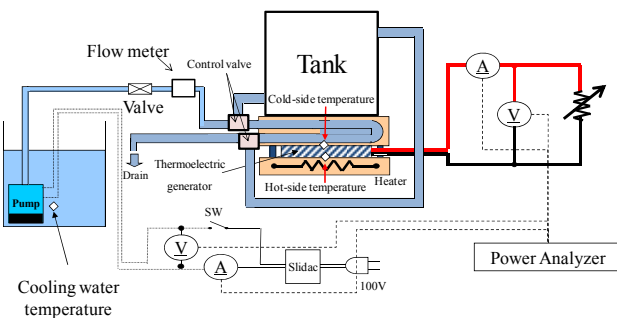 Flow meter
Control valve
Tank
Cold-side temperature
A
V
Valve
Drain
Thermoelectric
generator
Hot-side temperature
Heater
Pump
SW
V
A
Slidac
100V
Power Analyzer
Cooling water
temperature